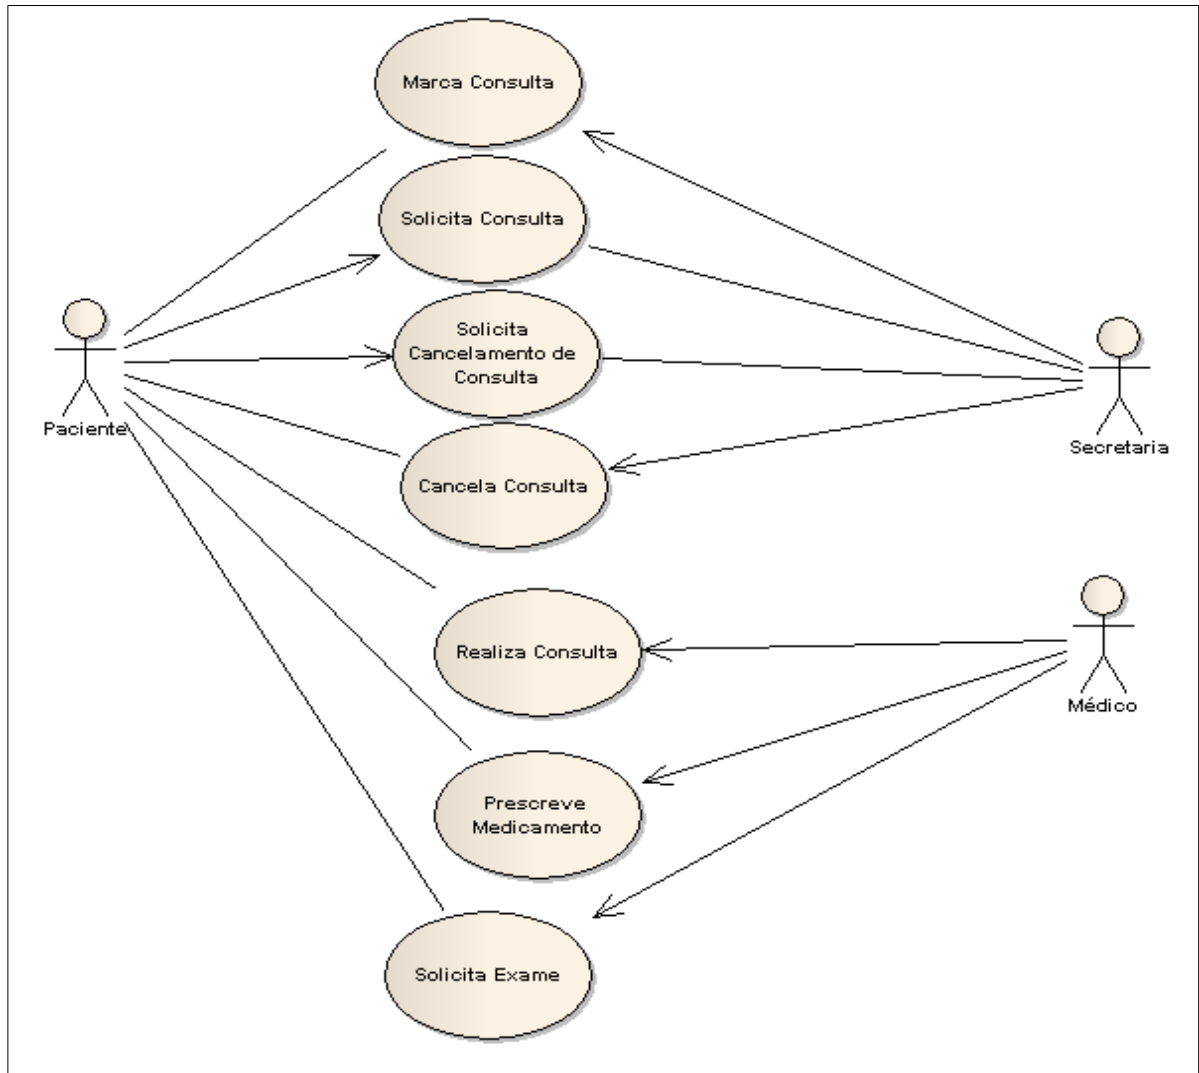 Marca Consulta
Solicita Consulta
Solicita
Cancelamento de
Consulta
Paciente
Secretaria
Cancela Consulta
Realiza Consulta
Médico
Prescreve
Medicamento
Solicita Exame